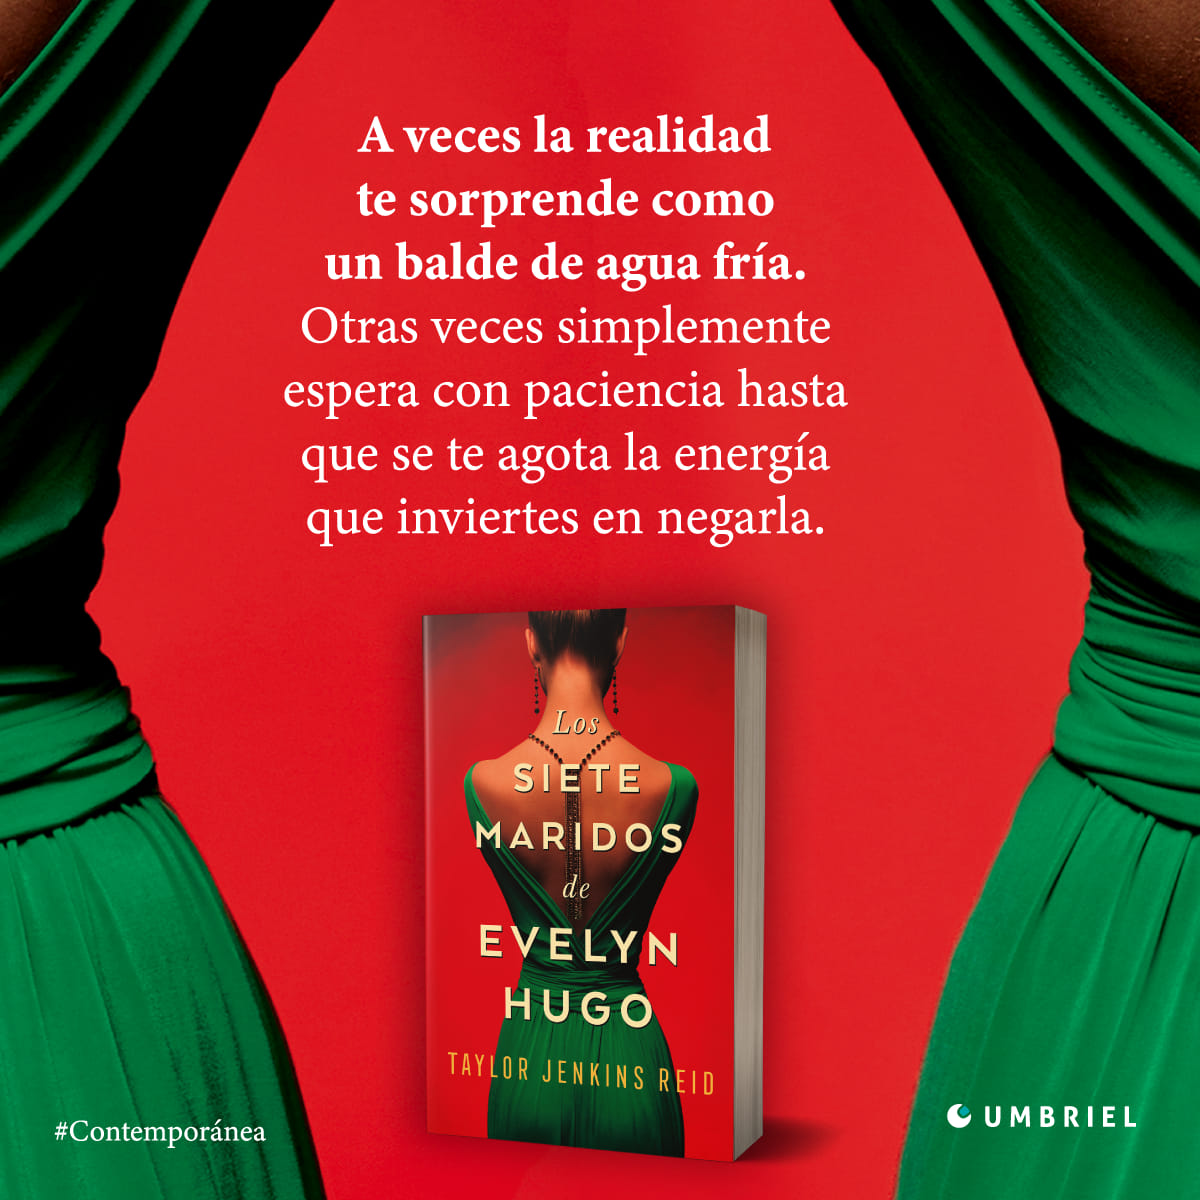 A veces la realidad
te sorprende como
un balde de agua fría.
Otras veces simplemente
espera con paciencia hasta
que se te agota la energía
que inviertes en negarla.
Los
SIETE
MARIDOS
de
EVELYN
HUGO
TAYLOR JENKINS REID
#Contemporánea
UMBRIEL